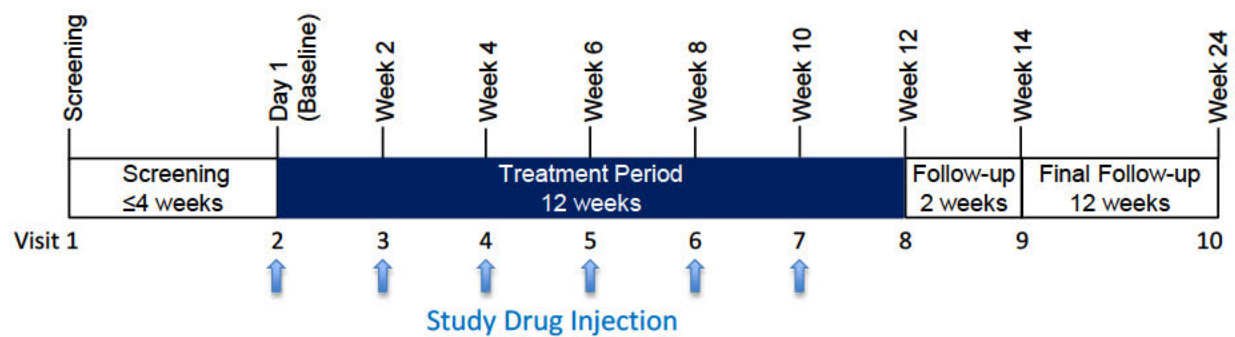 Screening
Day 1
(Baseline)
Week 2
Week 4
Week 6
Week 8
Week 10
Week 12
Week 14
Week 24
Screening
≤4 weeks
Treatment Period
12 weeks
Follow-up
2 weeks
Final Follow-up
12 weeks
Visit 1 2 3 4 5 6 7 8 9 10
Study Drug Injection